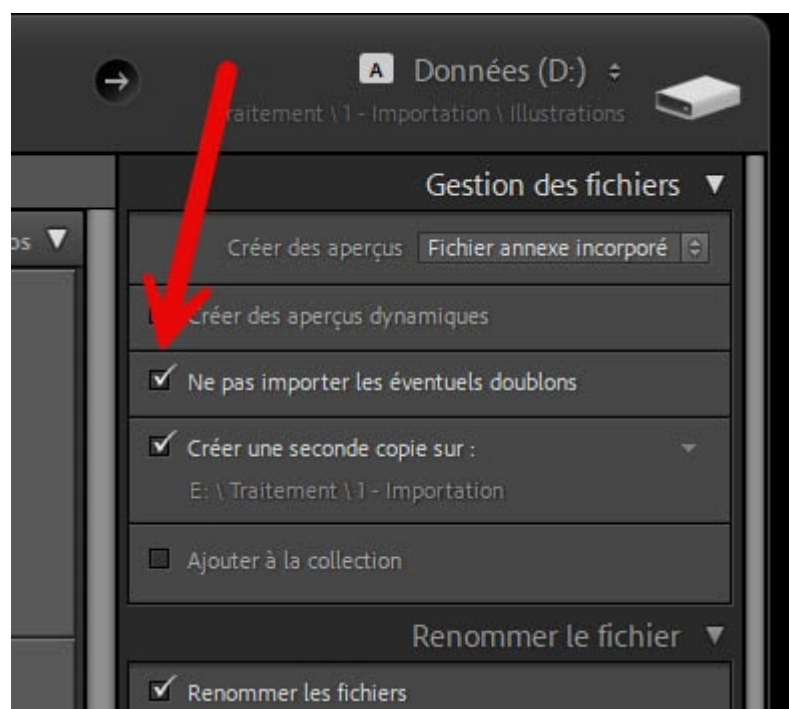 A Données (D:)
raitement \ 1 - Importation \ Illustrations
Gestion des fichiers
os
Créer des aperçus Fichier annexe incorporé
Créer des aperçus dynamiques
Ne pas importer les éventuels doublons
Créer une seconde copie sur :
E: \ Traitement \ 1 - Importation
Ajouter à la collection
Renommer le fichier
Renommer les fichiers